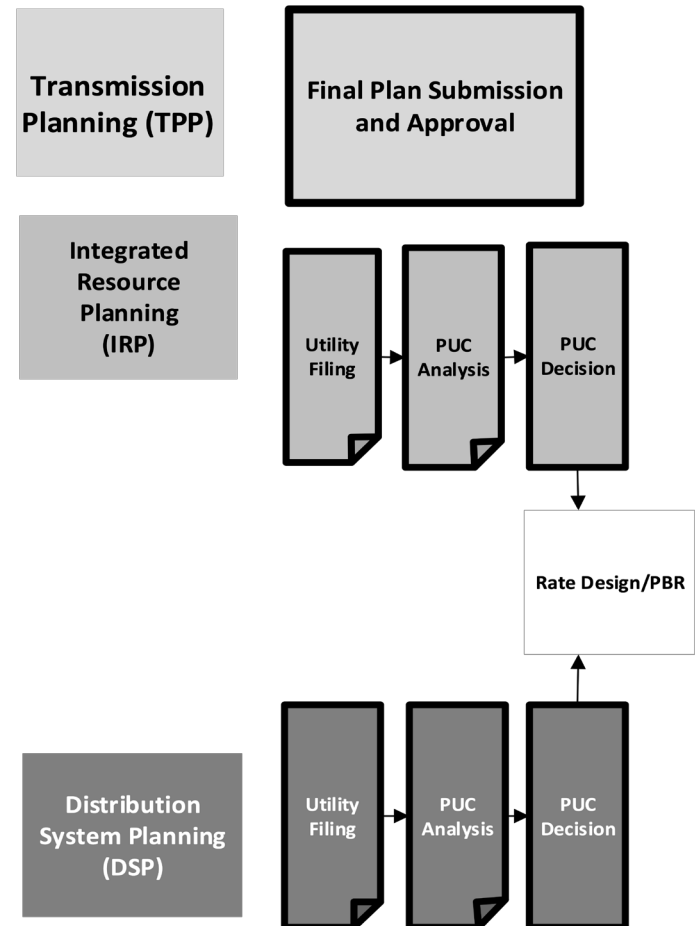 Transmission
Planning (TPP)
Final Plan Submission
and Approval
Integrated
Resource
Planning
(IRP)
Utility
Filing
PUC
Analysis
PUC
Decision
Rate Design/PBR
Distribution
System Planning
(DSP)
Utility
Filing
PUC
Analysis
PUC
Decision